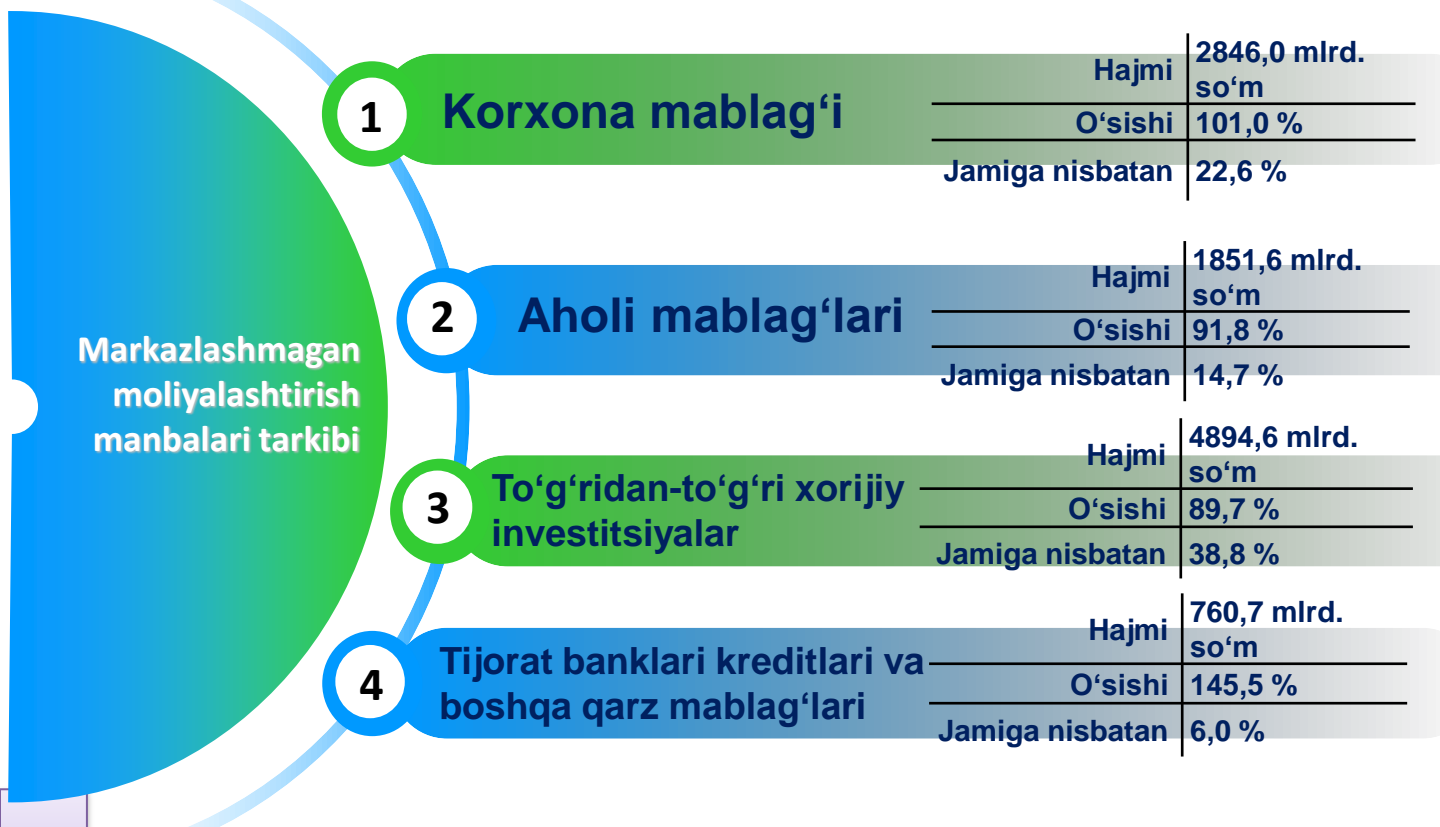 Markazlashmagan
moliyalashtirish
manbalari tarkibi
1
Korxona mablag‘i
Hajmi
2846,0 mlrd.
so‘m
O‘sishi
101,0 %
Jamiga nisbatan
22,6 %
2
Aholi mablag‘lari
Hajmi
1851,6 mlrd.
so‘m
O‘sishi
91,8 %
Jamiga nisbatan
14,7 %
3
To‘g‘ridan-to‘g‘ri xorijiy
investitsiyalar
Hajmi
4894,6 mlrd.
so‘m
O‘sishi
89,7 %
Jamiga nisbatan
38,8 %
4
Tijorat banklari kreditlari va
boshqa qarz mablag‘lari
Hajmi
760,7 mlrd.
so‘m
O‘sishi
145,5 %
Jamiga nisbatan
6,0 %